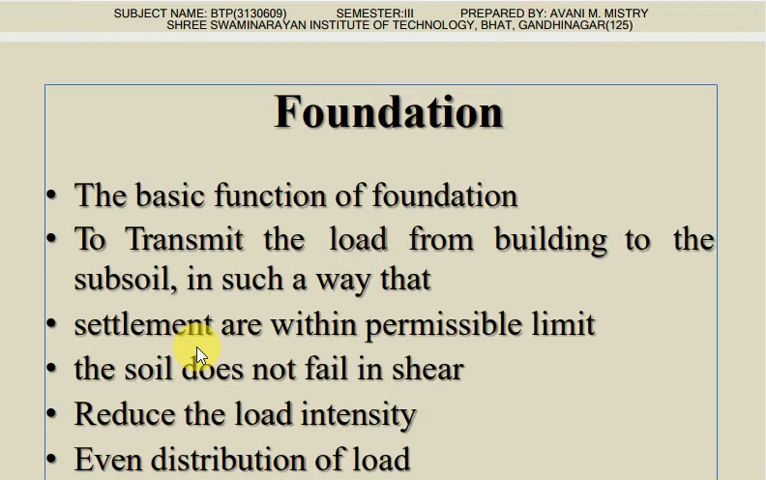 SUBJECT NAME: BTP(3130609) SEMESTER:III PREPARED BY: AVANI M. MISTRY
SHREE SWAMINARAYAN INSTITUTE OF TECHNOLOGY, BHAT, GANDHINAGAR(125)
Foundation
• The basic function of foundation
• To Transmit the load from building to the
subsoil, in such a way that
• settlement are within permissible limit
• the soil does not fail in shear
• Reduce the load intensity
• Even distribution of load